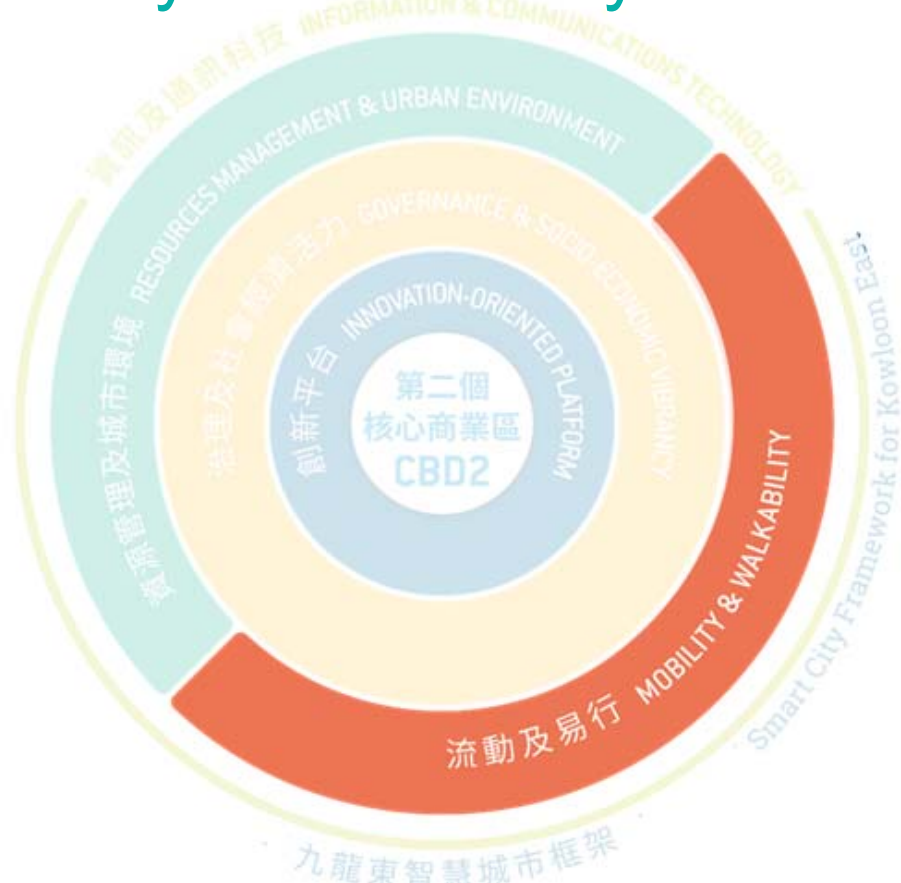 資訊及通訊科技 INFORMATION & COMMUNICATIONS TECHNOLOGY
資源管理及城市環境 RESOURCES MANAGEMENT & URBAN ENVIRONMENT
治理及社會經濟活力 GOVERNANCE & SOCIO-ECONOMIC VIBRANCY
創新平台 INNOVATION-ORIENTED PLATFORM
第二個
核心商業區
CBD2
流動及易行 MOBILITY & WALKABILITY
· 九龍東智慧城市框架 ·
· Smart City Framework for Kowloon East ·